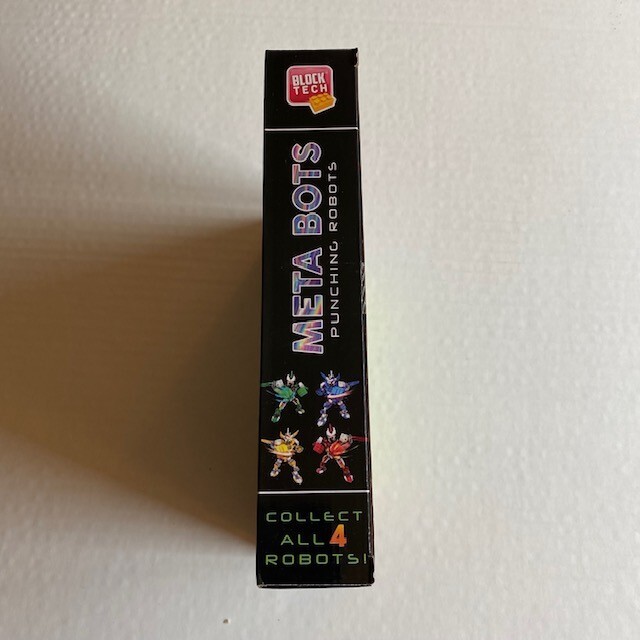 BLOCK
TECH
META BOTS
PUNCHING ROBOTS
COLLECT
ALL 4
ROBOTS!